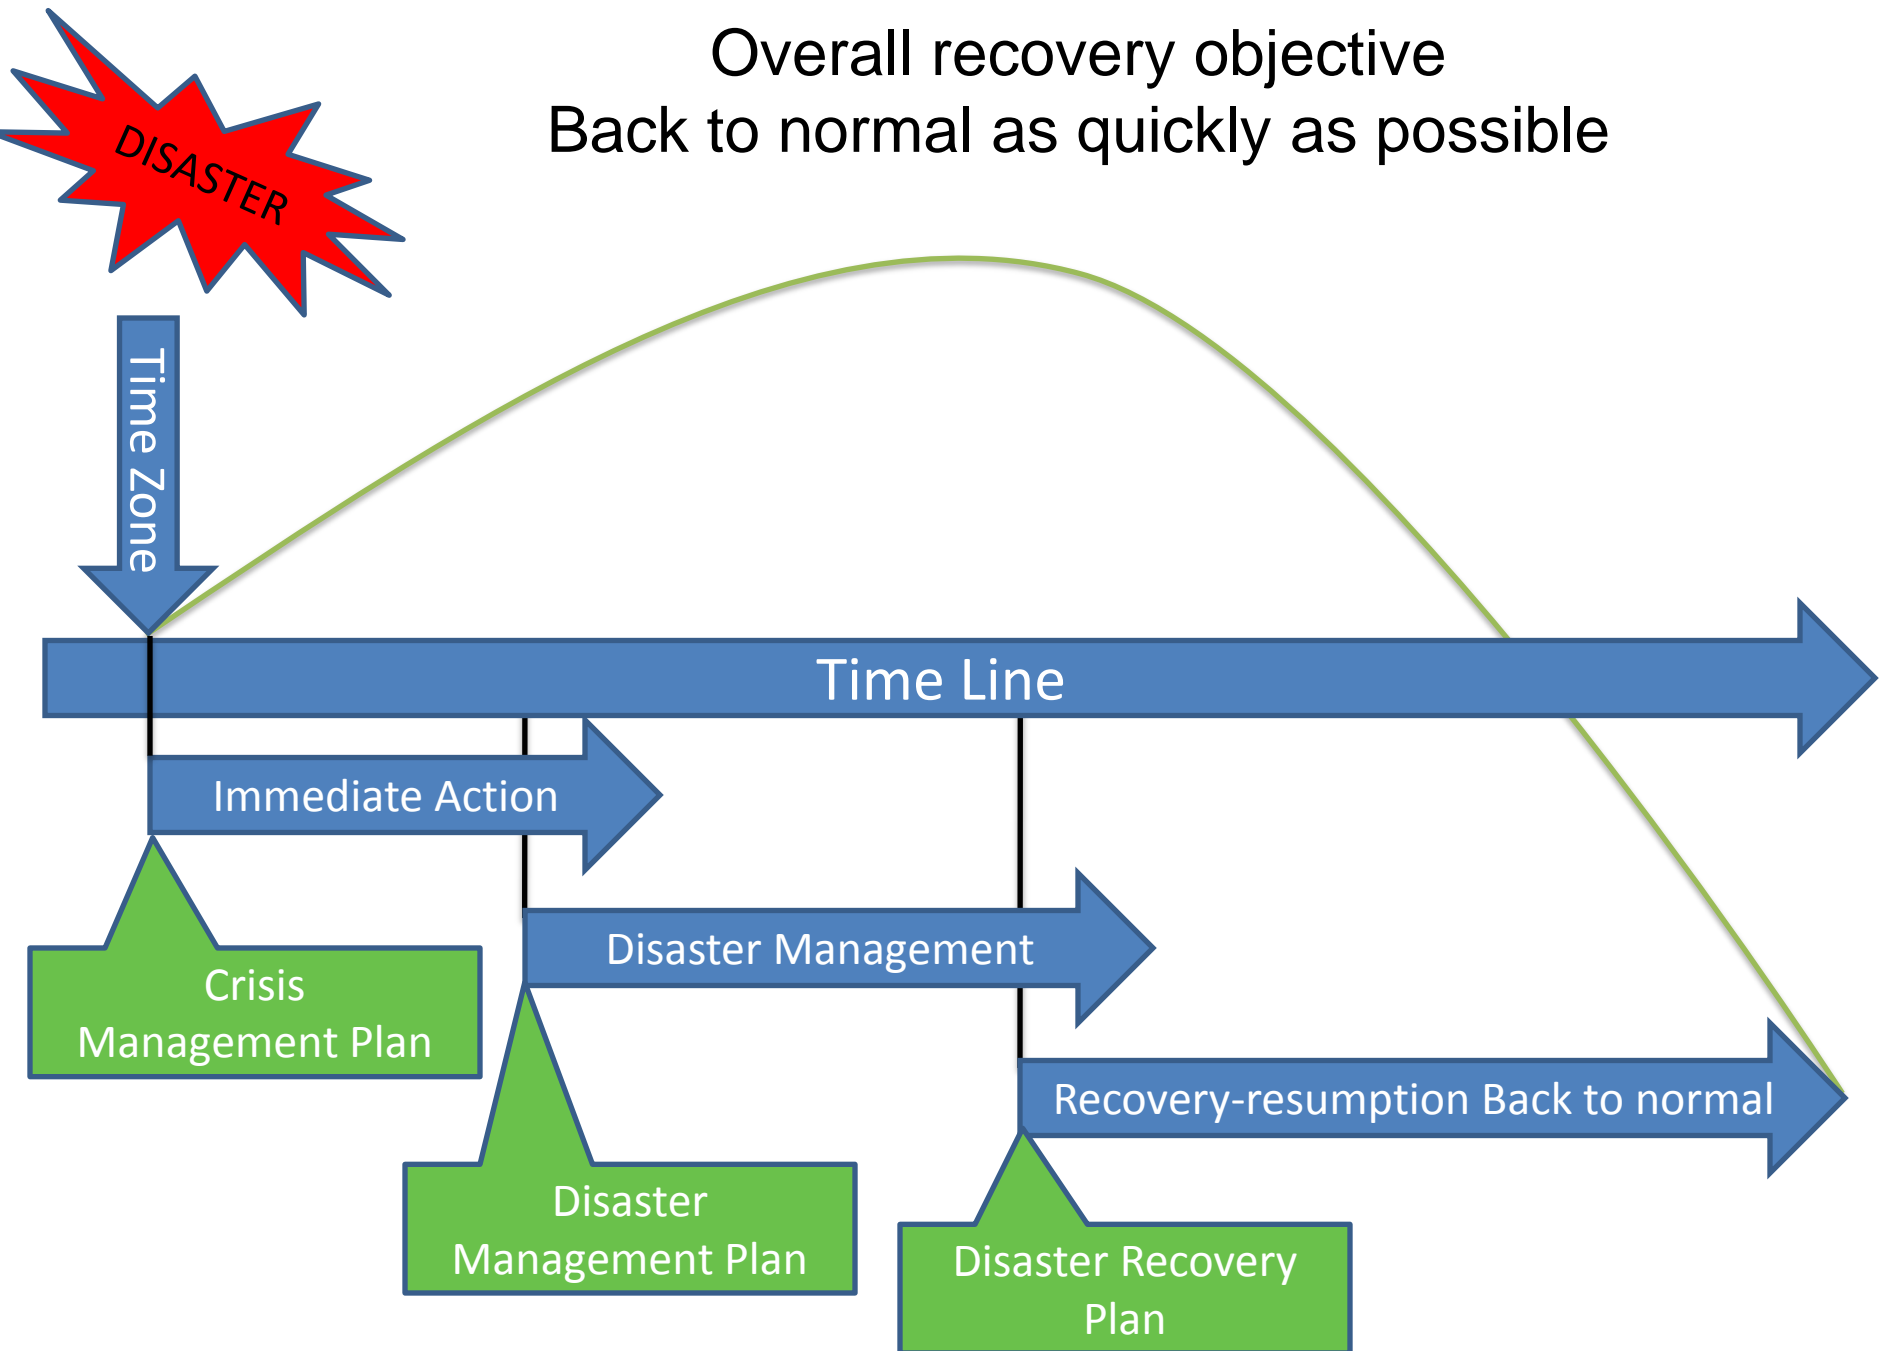 Overall recovery objective
Back to normal as quickly as possible
DISASTER
Time Zone
Time Line
Immediate Action
Disaster Management
Crisis
Management Plan
Recovery-resumption Back to normal
Disaster
Management Plan
Disaster Recovery
Plan